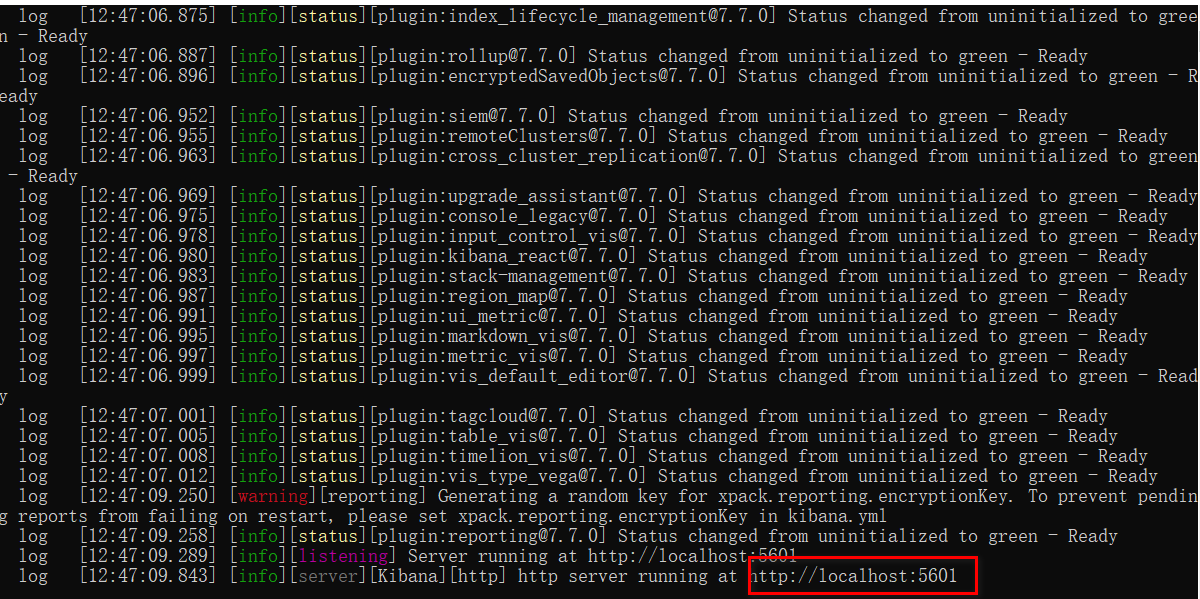 log [12:47:06.875] [info][status][plugin:index_lifecycle_management@7.7.0] Status changed from uninitialized to gree
n - Ready
log [12:47:06.887] [info][status][plugin:rollup@7.7.0] Status changed from uninitialized to green - Ready
log [12:47:06.896] [info][status][plugin:encryptedSavedObjects@7.7.0] Status changed from uninitialized to green - R
eady
log [12:47:06.952] [info][status][plugin:siem@7.7.0] Status changed from uninitialized to green - Ready
log [12:47:06.955] [info][status][plugin:remoteClusters@7.7.0] Status changed from uninitialized to green - Ready
log [12:47:06.963] [info][status][plugin:cross_cluster_replication@7.7.0] Status changed from uninitialized to green
- Ready
log [12:47:06.969] [info][status][plugin:upgrade_assistant@7.7.0] Status changed from uninitialized to green - Ready
log [12:47:06.975] [info][status][plugin:console_legacy@7.7.0] Status changed from uninitialized to green - Ready
log [12:47:06.978] [info][status][plugin:input_control_vis@7.7.0] Status changed from uninitialized to green - Ready
log [12:47:06.980] [info][status][plugin:kibana_react@7.7.0] Status changed from uninitialized to green - Ready
log [12:47:06.983] [info][status][plugin:stack-management@7.7.0] Status changed from uninitialized to green - Ready
log [12:47:06.987] [info][status][plugin:region_map@7.7.0] Status changed from uninitialized to green - Ready
log [12:47:06.991] [info][status][plugin:ui_metric@7.7.0] Status changed from uninitialized to green - Ready
log [12:47:06.995] [info][status][plugin:markdown_vis@7.7.0] Status changed from uninitialized to green - Ready
log [12:47:06.997] [info][status][plugin:metric_vis@7.7.0] Status changed from uninitialized to green - Ready
log [12:47:06.999] [info][status][plugin:vis_default_editor@7.7.0] Status changed from uninitialized to green - Read
y
log [12:47:07.001] [info][status][plugin:tagcloud@7.7.0] Status changed from uninitialized to green - Ready
log [12:47:07.005] [info][status][plugin:table_vis@7.7.0] Status changed from uninitialized to green - Ready
log [12:47:07.008] [info][status][plugin:timelion_vis@7.7.0] Status changed from uninitialized to green - Ready
log [12:47:07.012] [info][status][plugin:vis_type_vega@7.7.0] Status changed from uninitialized to green - Ready
log [12:47:09.250] [warning][reporting] Generating a random key for xpack.reporting.encryptionKey. To prevent pendin
g reports from failing on restart, please set xpack.reporting.encryptionKey in kibana.yml
log [12:47:09.258] [info][status][plugin:reporting@7.7.0] Status changed from uninitialized to green - Ready
log [12:47:09.289] [info][listening] Server running at http://localhost:5601
log [12:47:09.843] [info][server][Kibana][http] http server running at http://localhost:5601